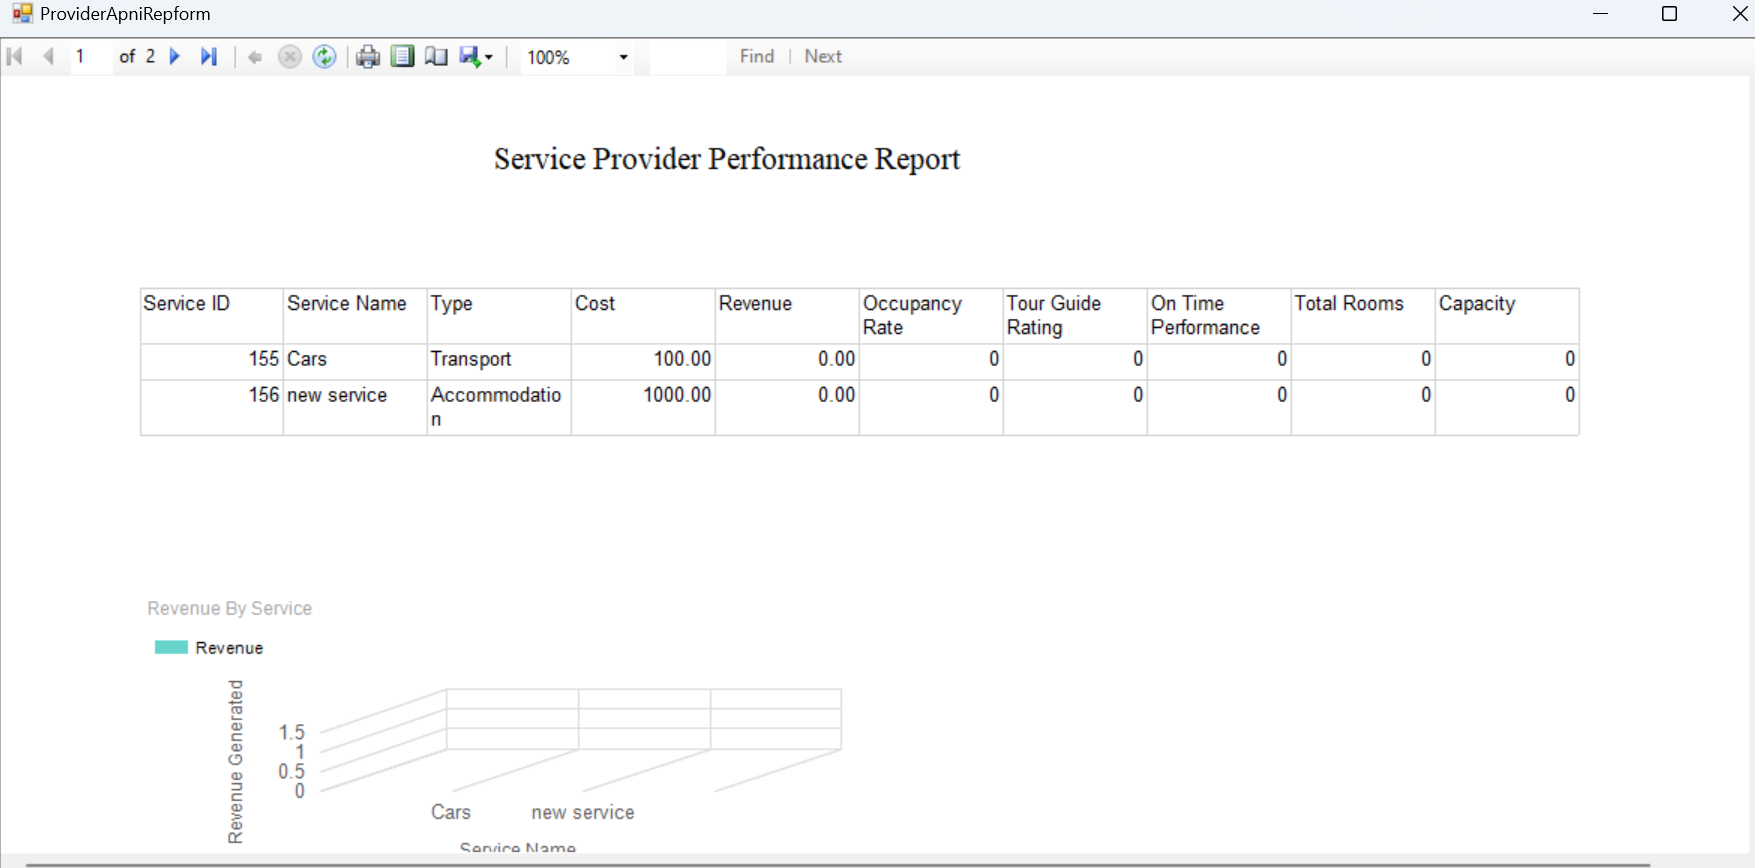 ProviderApniRepform
1 of 2 100% Find | Next
Service Provider Performance Report
Service ID Service Name Type Cost Revenue Occupancy Rate Tour Guide Rating On Time Performance Total Rooms Capacity
155 Cars Transport 100.00 0.00 0 0 0 0 0
156 new service Accommodatio
n 1000.00 0.00 0 0 0 0 0
Revenue By Service
Revenue
Revenue Generated
1.5
1
0.5
0
Cars new service
Service Name